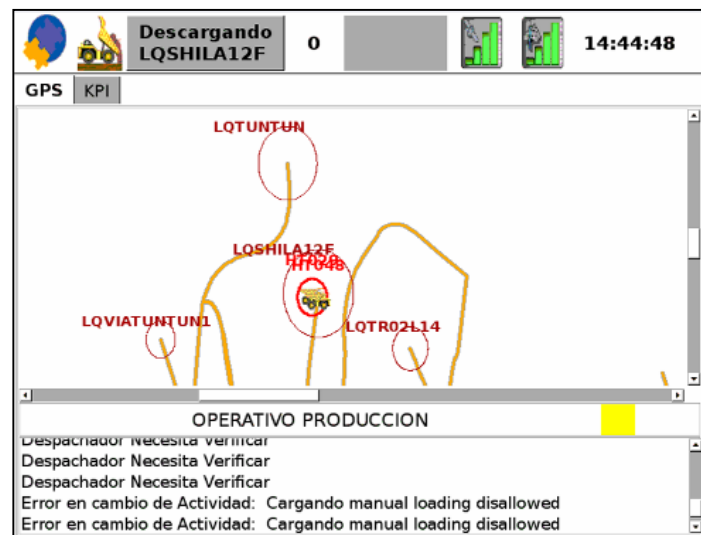 Descargando
LQSHILA12F
0
14:44:48
GPS
KPI
LQTUNTUN
LQSHILA12F
HT048
LQVIATUNTUN1
LQTR02L14
OPERATIVO PRODUCCION
Despachador Necesita Verificar
Despachador Necesita Verificar
Despachador Necesita Verificar
Error en cambio de Actividad:  Cargando manual loading disallowed
Error en cambio de Actividad:  Cargando manual loading disallowed